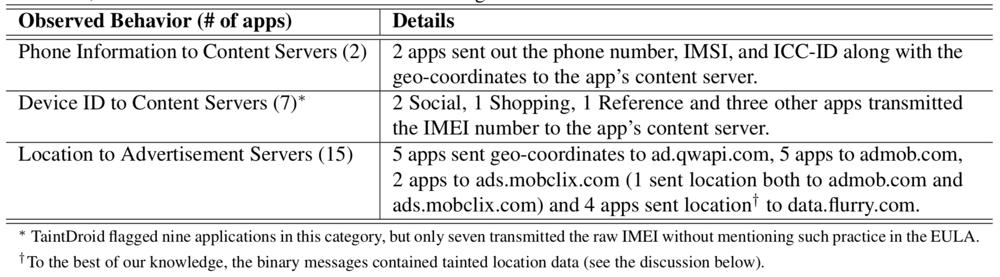 Observed Behavior (# of apps) Details
Phone Information to Content Servers (2) 2 apps sent out the phone number, IMSI, and ICC-ID along with the
geo-coordinates to the app’s content server.
Device ID to Content Servers (7)* 2 Social, 1 Shopping, 1 Reference and three other apps transmitted
the IMEI number to the app’s content server.
Location to Advertisement Servers (15) 5 apps sent geo-coordinates to ad.qwapi.com, 5 apps to admob.com,
2 apps to ads.mobclix.com (1 sent location both to admob.com and
ads.mobclix.com) and 4 apps sent location† to data.flurry.com.
* TaintDroid flagged nine applications in this category, but only seven transmitted the raw IMEI without mentioning such practice in the EULA.
†To the best of our knowledge, the binary messages contained tainted location data (see the discussion below).